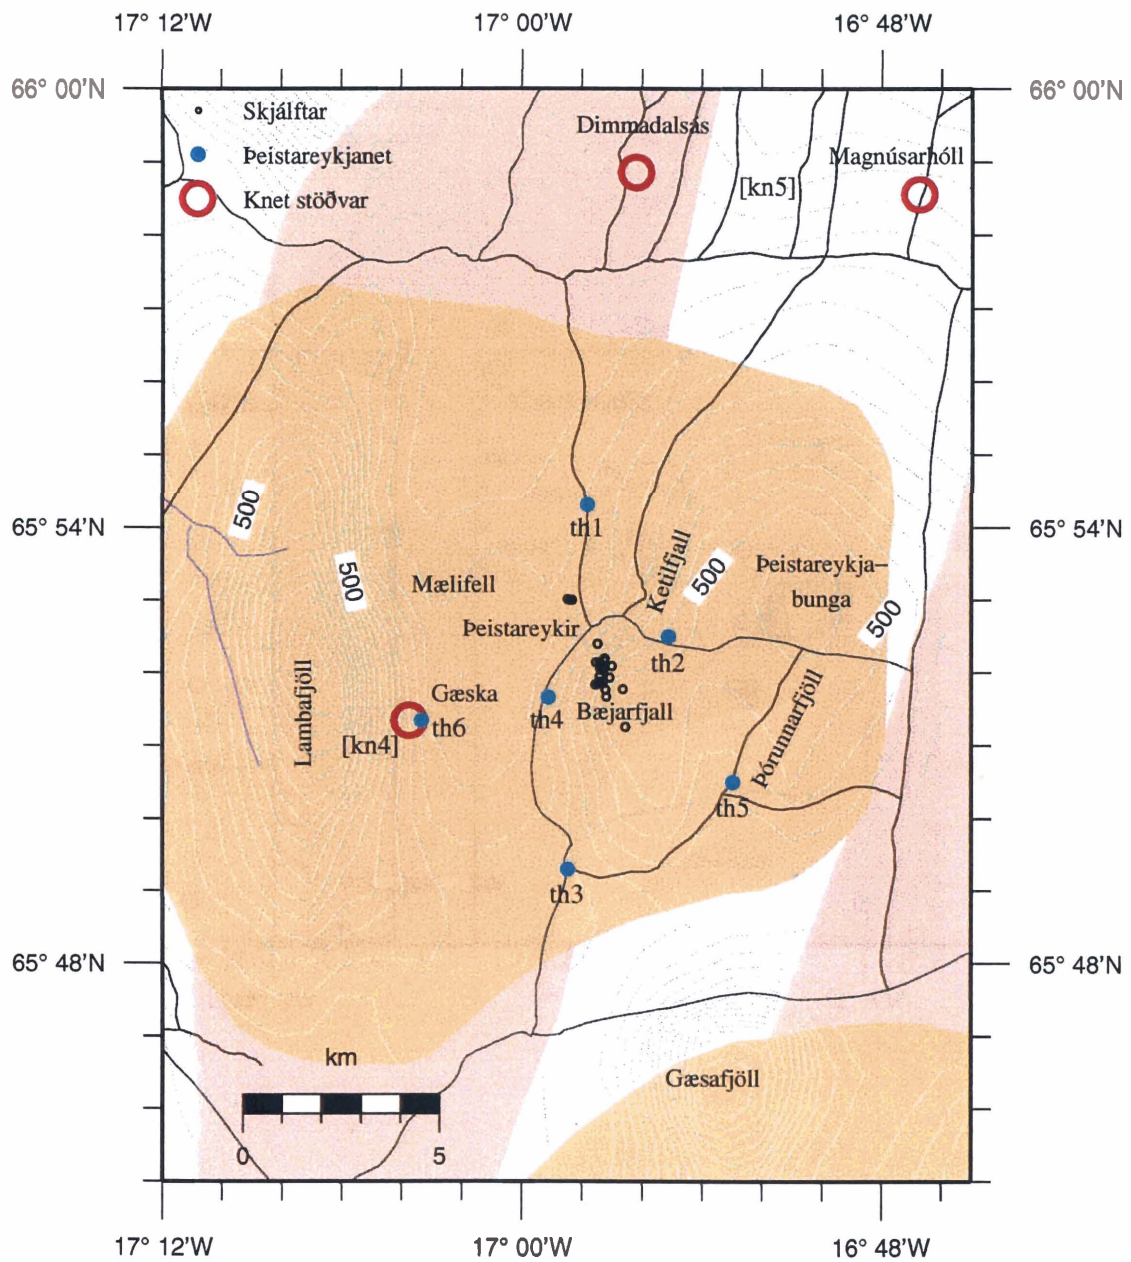 17° 12'W
17° 00'W
16° 48'W
66° 00'N
66° 00'N
Skjálftar
Þeistareykjanet
Knet stöðvar
Dimmadalsás
Magnúsarhóll
[kn5]
500
65° 54'N
65° 54'N
th1
500
Mælifell
Ketilfjall
500
Þeistareykja–
bunga
500
Þeistareykir
th2
Lambafjöll
Gæska
th6
[kn4]
th4
Bæjarfjall
Þórunnarfjöll
th5
th3
65° 48'N
65° 48'N
km
0
5
Gæsafjöll
17° 12'W
17° 00'W
16° 48'W